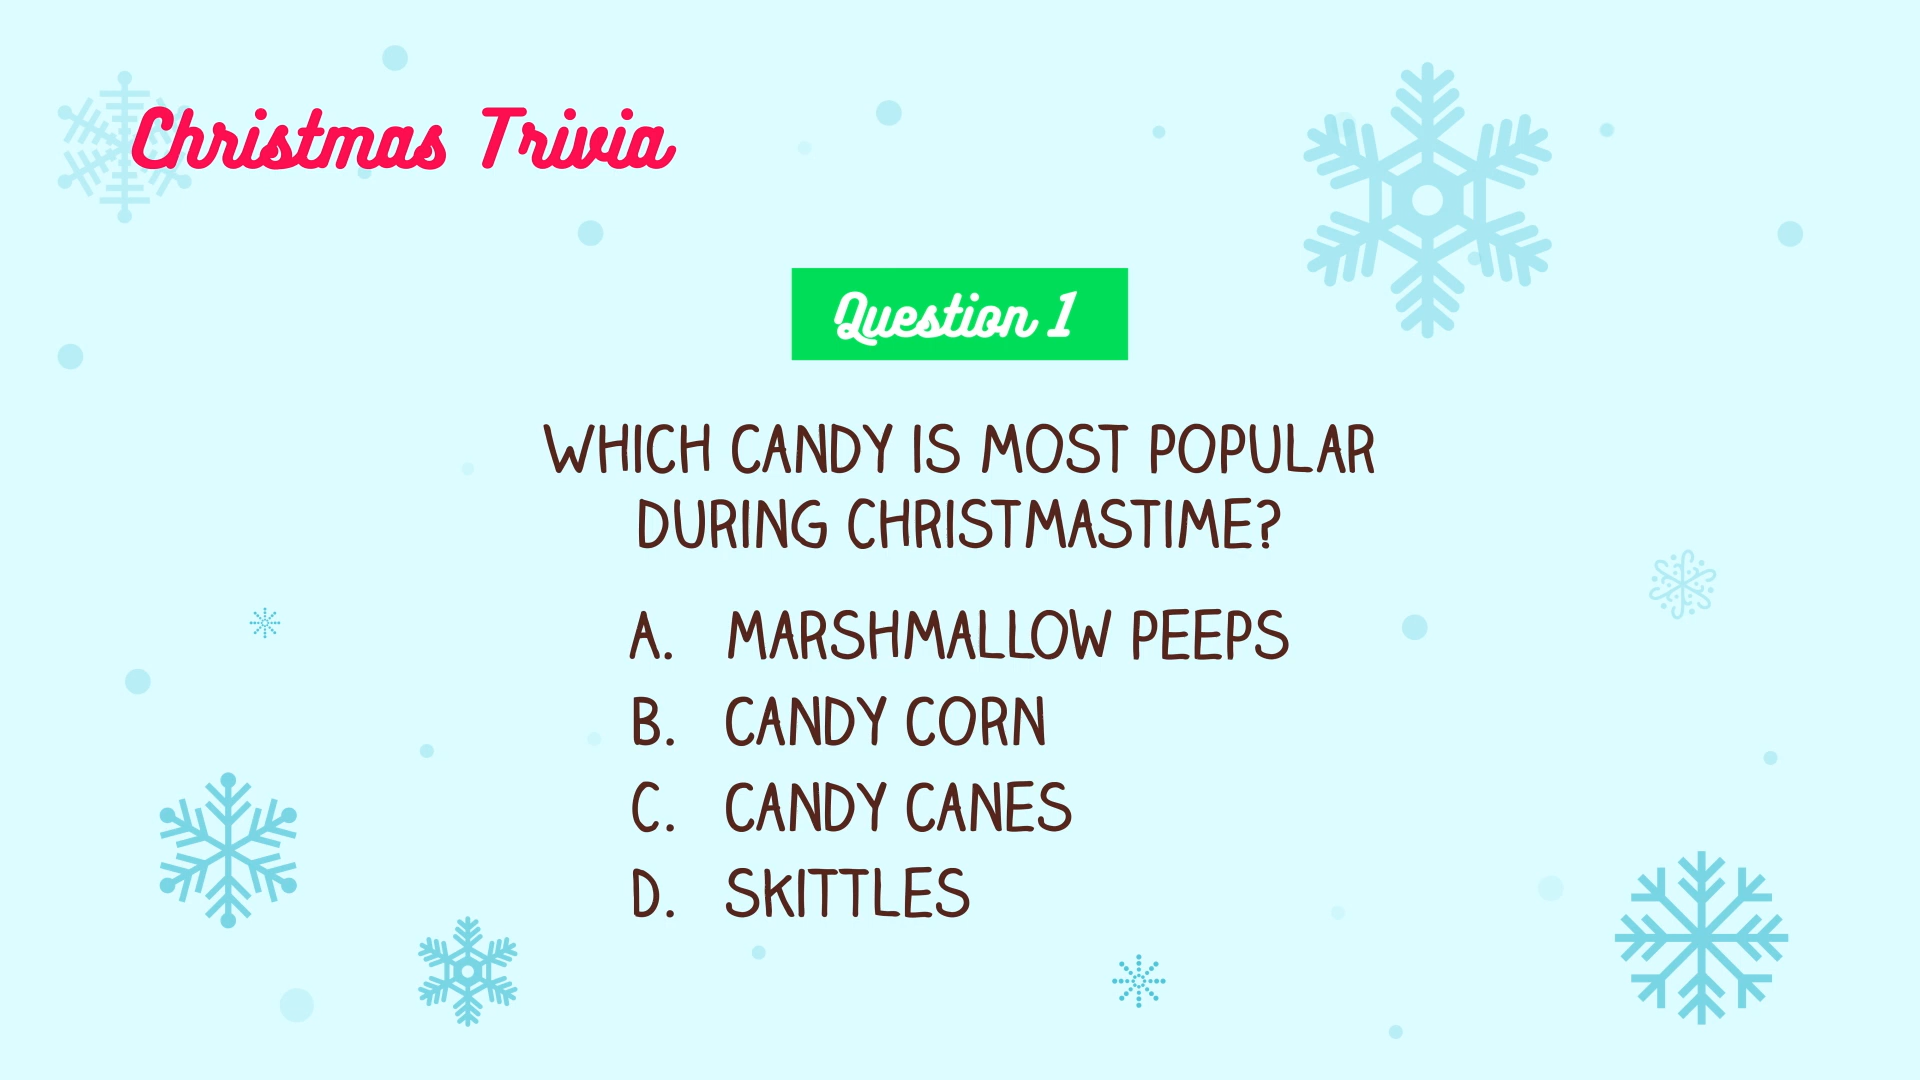 Christmas Trivia
Question 1
WHICH CANDY IS MOST POPULAR
DURING CHRISTMASTIME?
A. MARSHMALLOW PEEPS
B. CANDY CORN
C. CANDY CANES
D. SKITTLES